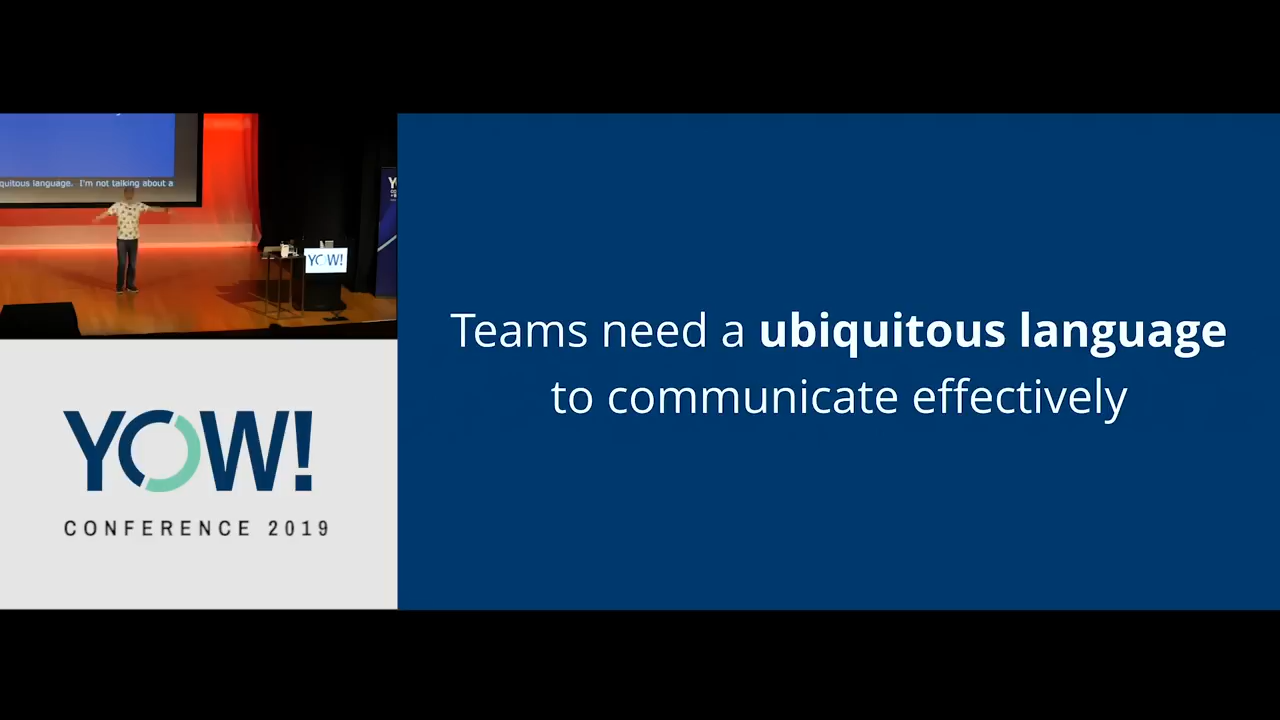 quitous language. I'm not talking about a
YOW!
YOW!
CONFERENCE 2019
Teams need a ubiquitous language
to communicate effectively